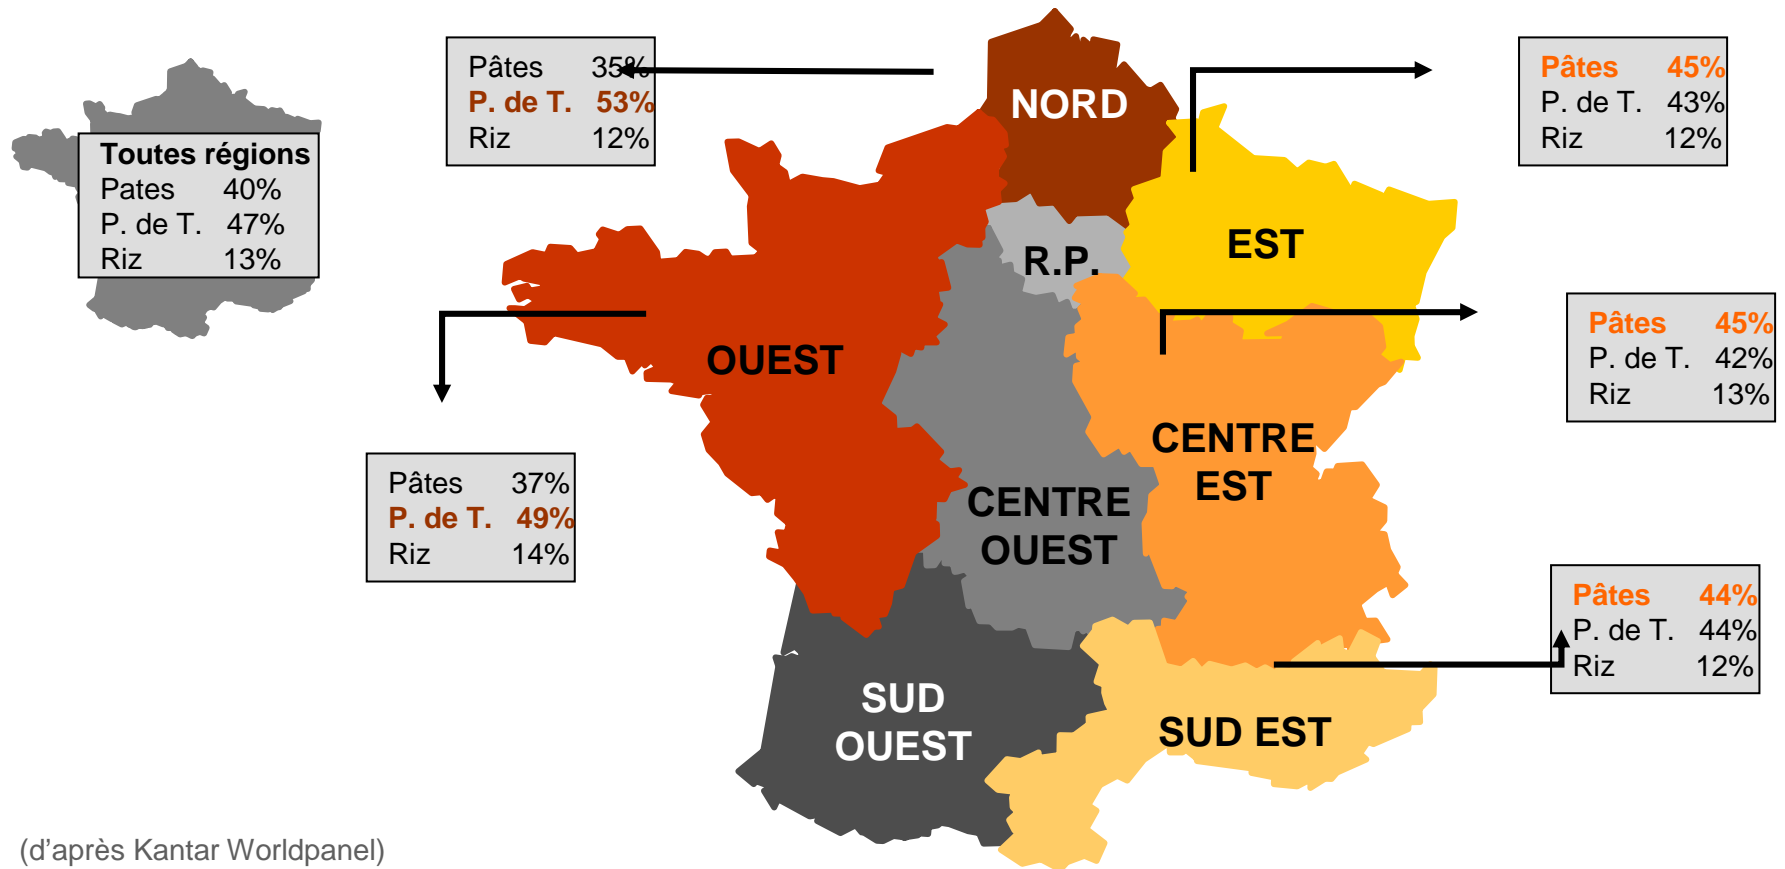 Toutes régions
Pates 40%
P. de T. 47%
Riz 13%
Pâtes 35%
P. de T. 53%
Riz 12%
Pâtes 45%
P. de T. 43%
Riz 12%
NORD
EST
R.P.
Pâtes 45%
P. de T. 42%
Riz 13%
OUEST
CENTRE
EST
Pâtes 37%
P. de T. 49%
Riz 14%
CENTRE
OUEST
Pâtes 44%
P. de T. 44%
Riz 12%
SUD
OUEST
SUD EST
(d'après Kantar Worldpanel)